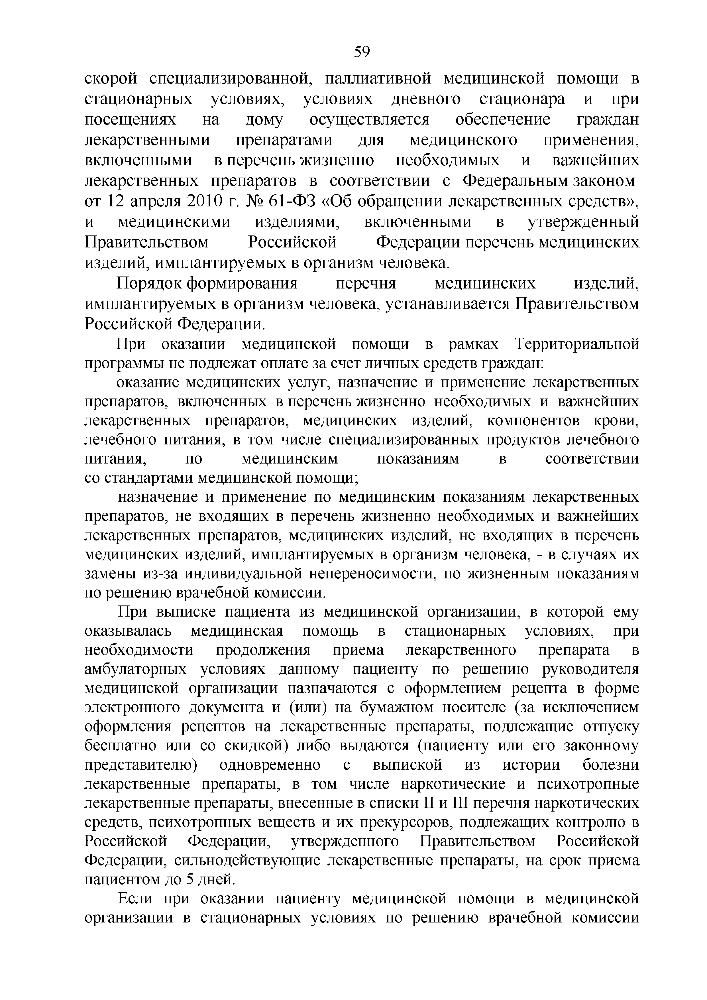 59
скорой специализированной, паллиативной медицинской помощи в
стационарных условиях, условиях дневного стационара и при
посещениях на дому осуществляется обеспечение граждан
лекарственными препаратами для медицинского применения,
включенными в перечень жизненно необходимых и важнейших
лекарственных препаратов в соответствии с Федеральным законом
от 12 апреля 2010 г. № 61-ФЗ «Об обращении лекарственных средств»,
и медицинскими изделиями, включенными в утвержденный
Правительством Российской Федерации перечень медицинских
изделий, имплантируемых в организм человека.
Порядок формирования перечня медицинских изделий,
имплантируемых в организм человека, устанавливается Правительством
Российской Федерации.
При оказании медицинской помощи в рамках Территориальной
программы не подлежат оплате за счет личных средств граждан:
оказание медицинских услуг, назначение и применение лекарственных
препаратов, включенных в перечень жизненно необходимых и важнейших
лекарственных препаратов, медицинских изделий, компонентов крови,
лечебного питания, в том числе специализированных продуктов лечебного
питания, по медицинским показаниям в соответствии
со стандартами медицинской помощи;
назначение и применение по медицинским показаниям лекарственных
препаратов, не входящих в перечень жизненно необходимых и важнейших
лекарственных препаратов, медицинских изделий, не входящих в перечень
медицинских изделий, имплантируемых в организм человека, - в случаях их
замены из-за индивидуальной непереносимости, по жизненным показаниям
по решению врачебной комиссии.
При выписке пациента из медицинской организации, в которой ему
оказывалась медицинская помощь в стационарных условиях, при
необходимости продолжения приема лекарственного препарата в
амбулаторных условиях данному пациенту по решению руководителя
медицинской организации назначаются с оформлением рецепта в форме
электронного документа и (или) на бумажном носителе (за исключением
оформления рецептов на лекарственные препараты, подлежащие отпуску
бесплатно или со скидкой) либо выдаются (пациенту или его законному
представителю) одновременно с выпиской из истории болезни
лекарственные препараты, в том числе наркотические и психотропные
лекарственные препараты, внесенные в списки II и III перечня наркотических
средств, психотропных веществ и их прекурсоров, подлежащих контролю в
Российской Федерации, утвержденного Правительством Российской
Федерации, сильнодействующие лекарственные препараты, на срок приема
пациентом до 5 дней.
Если при оказании пациенту медицинской помощи в медицинской
организации в стационарных условиях по решению врачебной комиссии